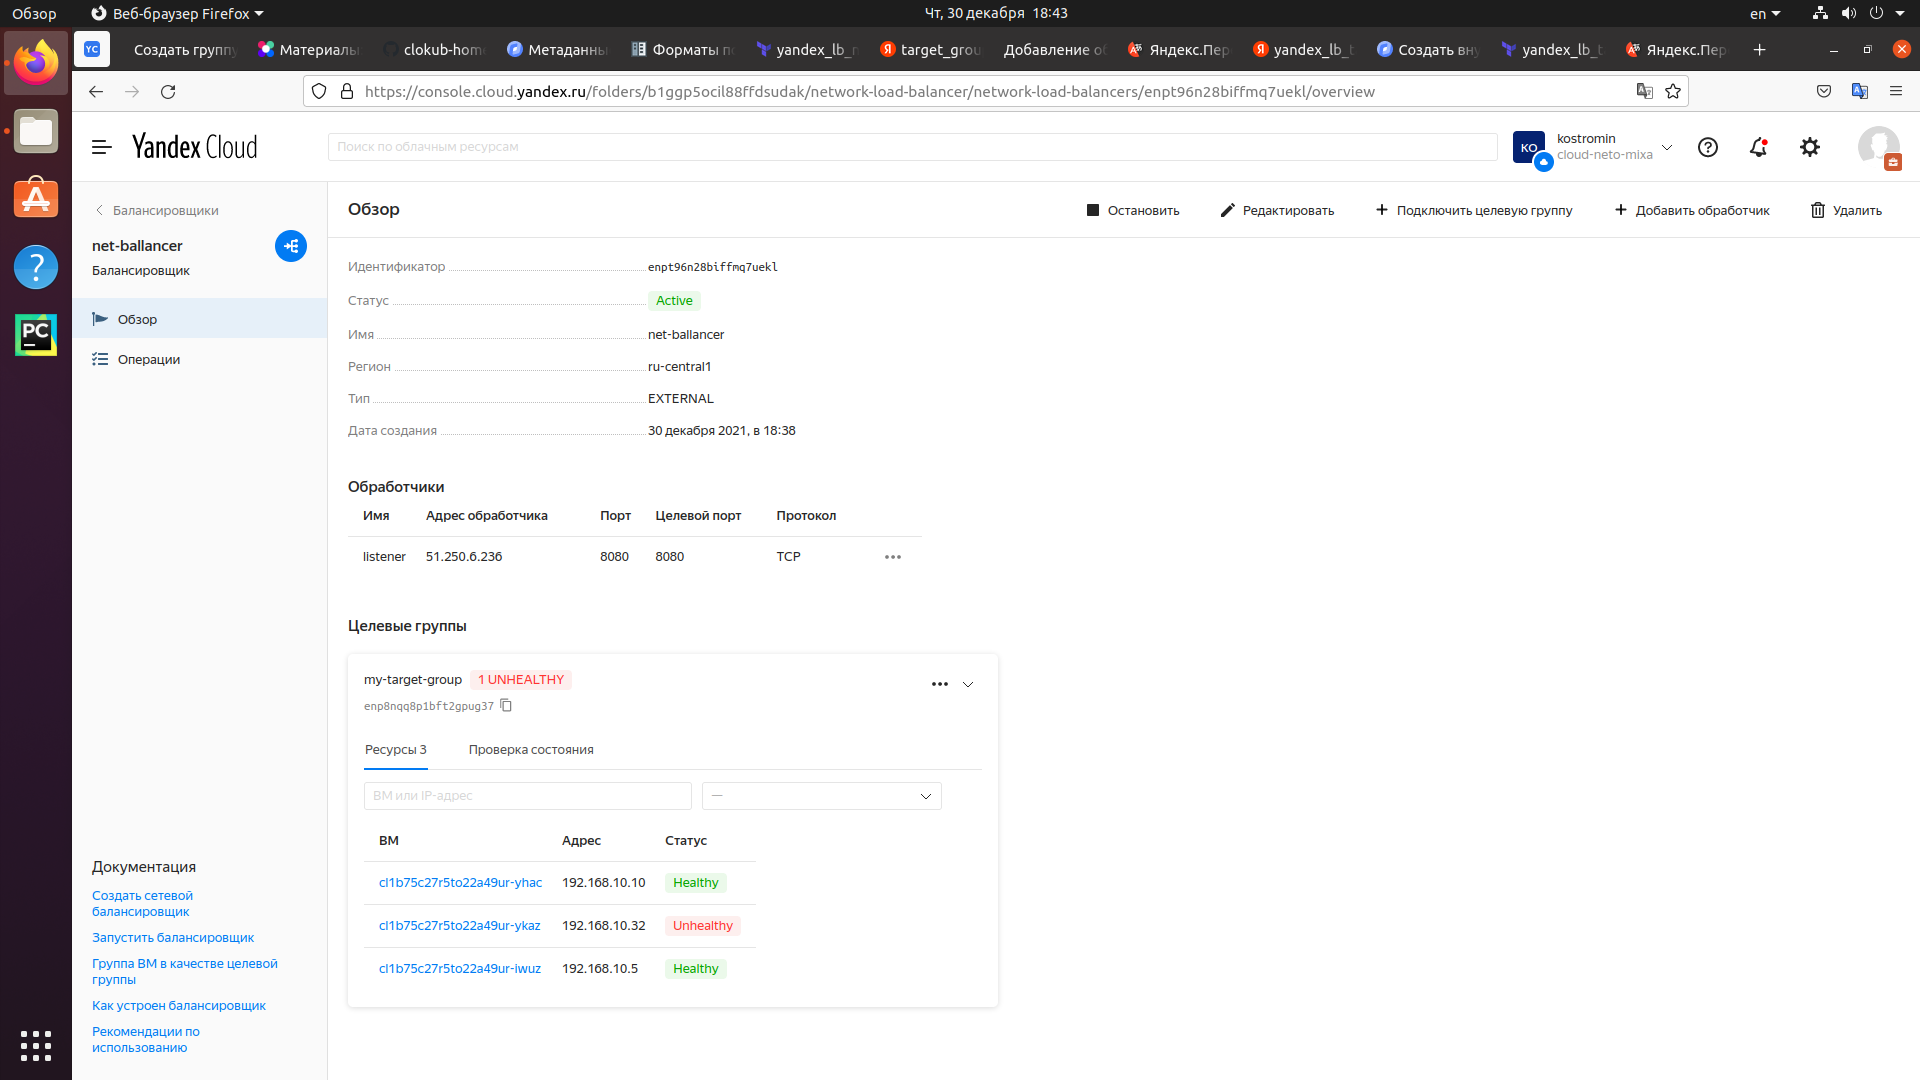 Обзор
Веб-браузер Firefox
Чт, 30 декабря 18:43
en
YC
Создать группу
Материалы
clokub-home
Метаданны
Форматы п
yandex_lb_n
target_grou
Добавление об
Яндекс.Пер
yandex_lb_t
Создать вну
yandex_lb_t
Яндекс.Пер
https://console.cloud.yandex.ru/folders/b1ggp5ocil88ffdsudak/network-load-balancer/network-load-balancers/enpt96n28biffmq7uekl/overview
Yandex Cloud
Поиск по облачным ресурсам
KO
kostromin
cloud-neto-mixa
Балансировщики
net-ballancer
Балансировщик
Обзор
Операции
Обзор
Остановить
Редактировать
Подключить целевую группу
Добавить обработчик
Удалить
Идентификатор enpt96n28biffmq7uekl
Статус Active
Имя net-ballancer
Регион ru-central1
Тип EXTERNAL
Дата создания 30 декабря 2021, в 18:38
Обработчики
Имя Адрес обработчика Порт Целевой порт Протокол
listener 51.250.6.236 8080 8080 TCP
Целевые группы
my-target-group 1 UNHEALTHY
enp8nqq8p1bft2gpug37
Ресурсы 3 Проверка состояния
ВМ или IP-адрес —
ВМ Адрес Статус
cl1b75c27r5to22a49ur-yhac 192.168.10.10 Healthy
cl1b75c27r5to22a49ur-ykaz 192.168.10.32 Unhealthy
cl1b75c27r5to22a49ur-iwuz 192.168.10.5 Healthy
Документация
Создать сетевой
балансировщик
Запустить балансировщик
Группа ВМ в качестве целевой
группы
Как устроен балансировщик
Рекомендации по
использованию
PC